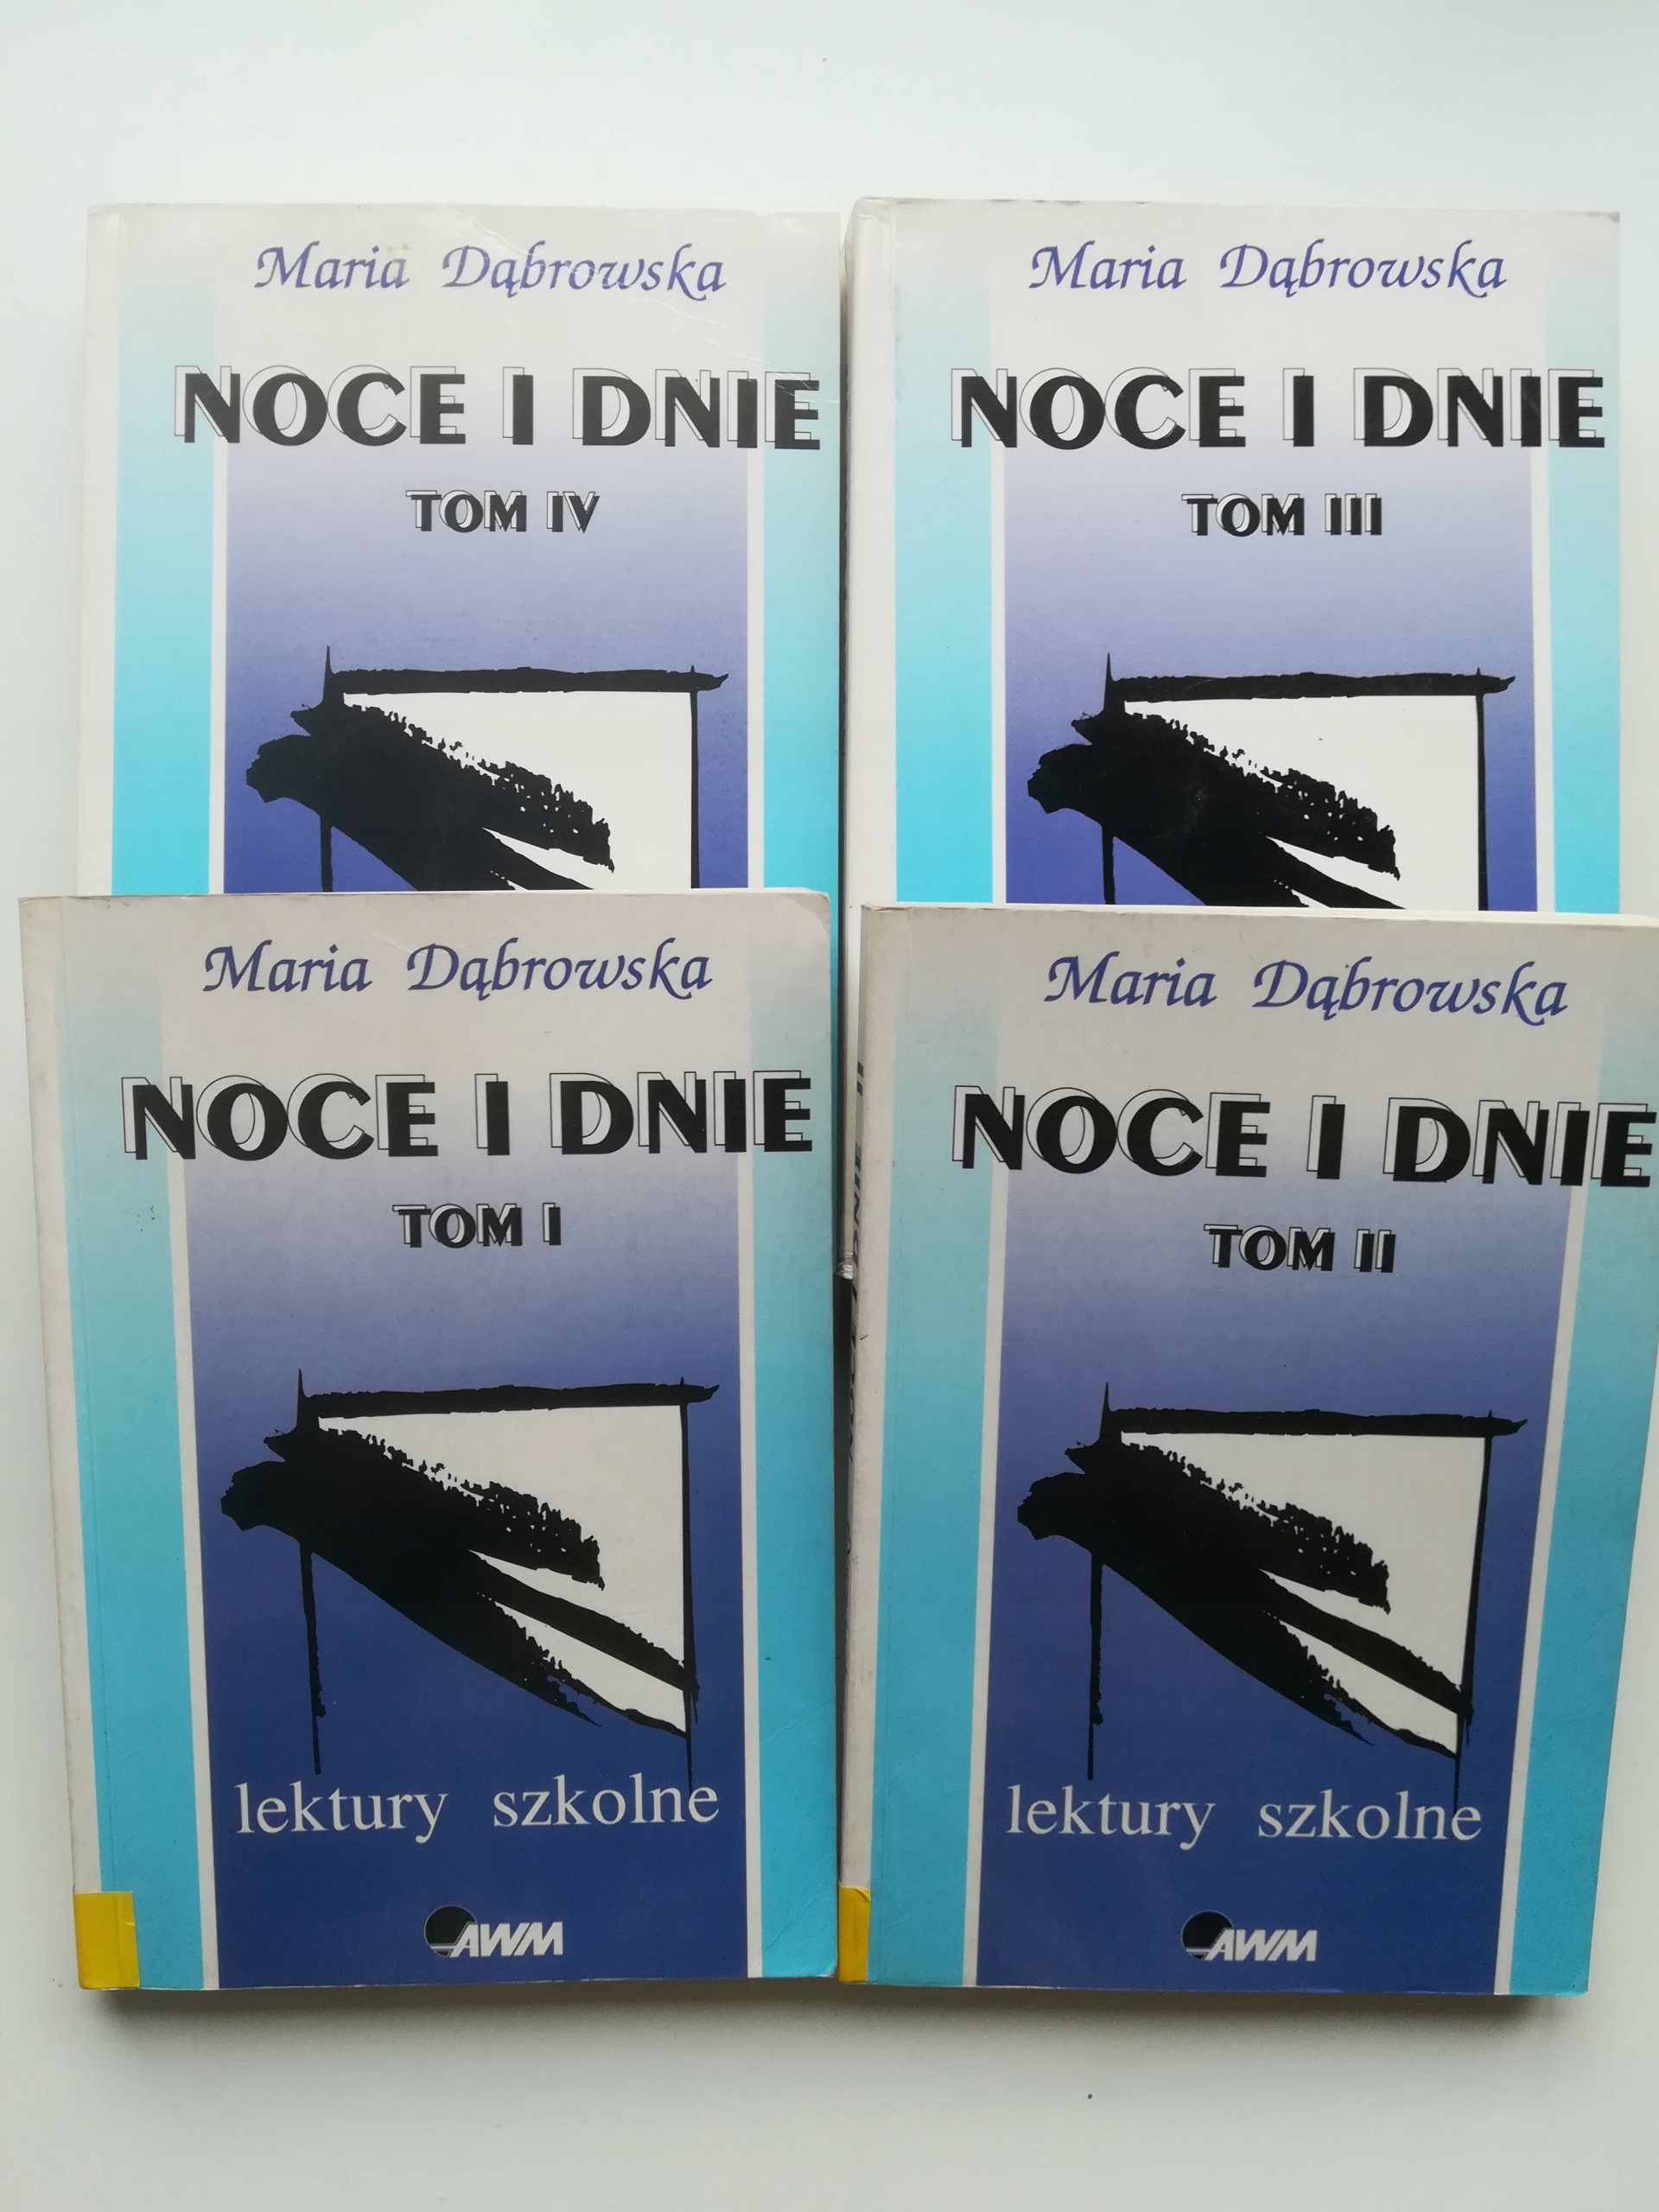 Maria Dąbrowska
NOCE I DNIE
TOM IV
Maria Dąbrowska
NOCE I DNIE
TOM III
Maria Dąbrowska
NOCE I DNIE
TOM I
lektury szkolne
AWM
Maria Dąbrowska
NOCE I DNIE
TOM II
lektury szkolne
AWM